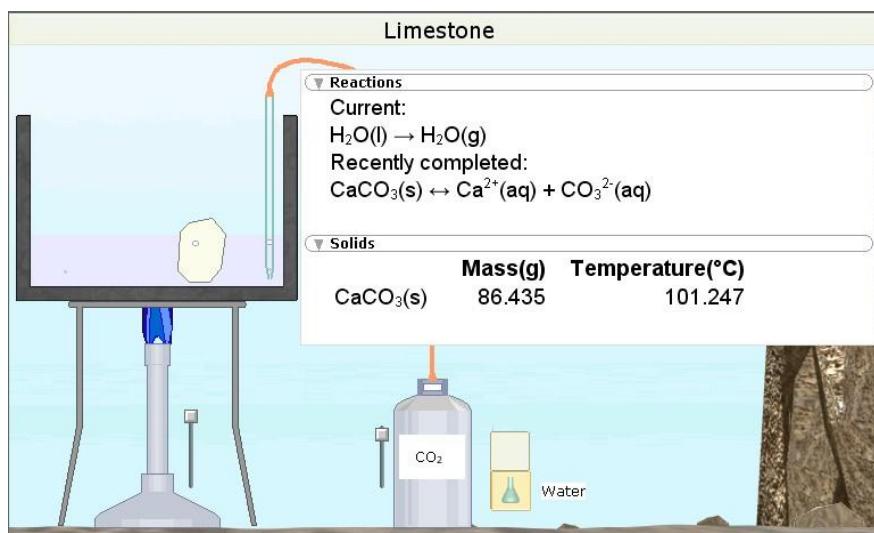 Limestone
Reactions
Current:
H₂O(l) → H₂O(g)
Recently completed:
CaCO₃(s) ↔ Ca²⁺(aq) + CO₃²⁻(aq)
Solids
Mass(g) Temperature(°C)
CaCO₃(s) 86.435 101.247
CO₂
Water